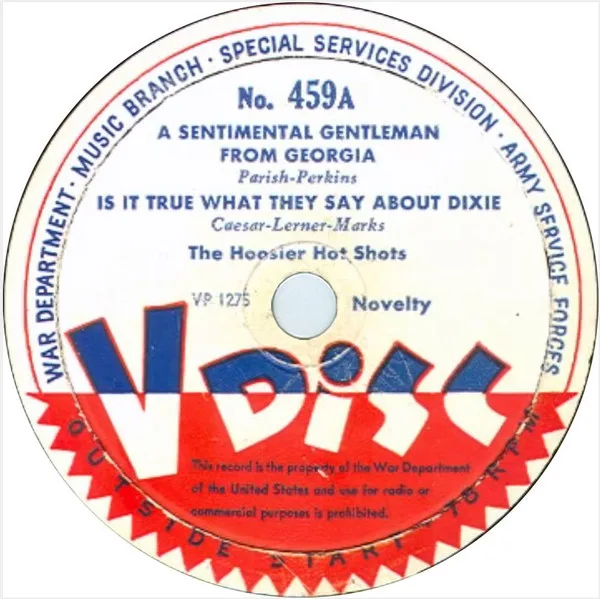 WAR DEPARTMENT · MUSIC BRANCH · SPECIAL SERVICES DIVISION · ARMY SERVICE FORCES
No. 459A
A SENTIMENTAL GENTLEMAN
FROM GEORGIA
Parish-Perkins
IS IT TRUE WHAT THEY SAY ABOUT DIXIE
Caesar-Lerner-Marks
The Hoosier Hot Shots
VP 1275
Novelty
V DiSC
This record is the property of the War Department
of the United States and use for radio or
commercial purposes is prohibited.
OUTSIDE START - 78 RPM